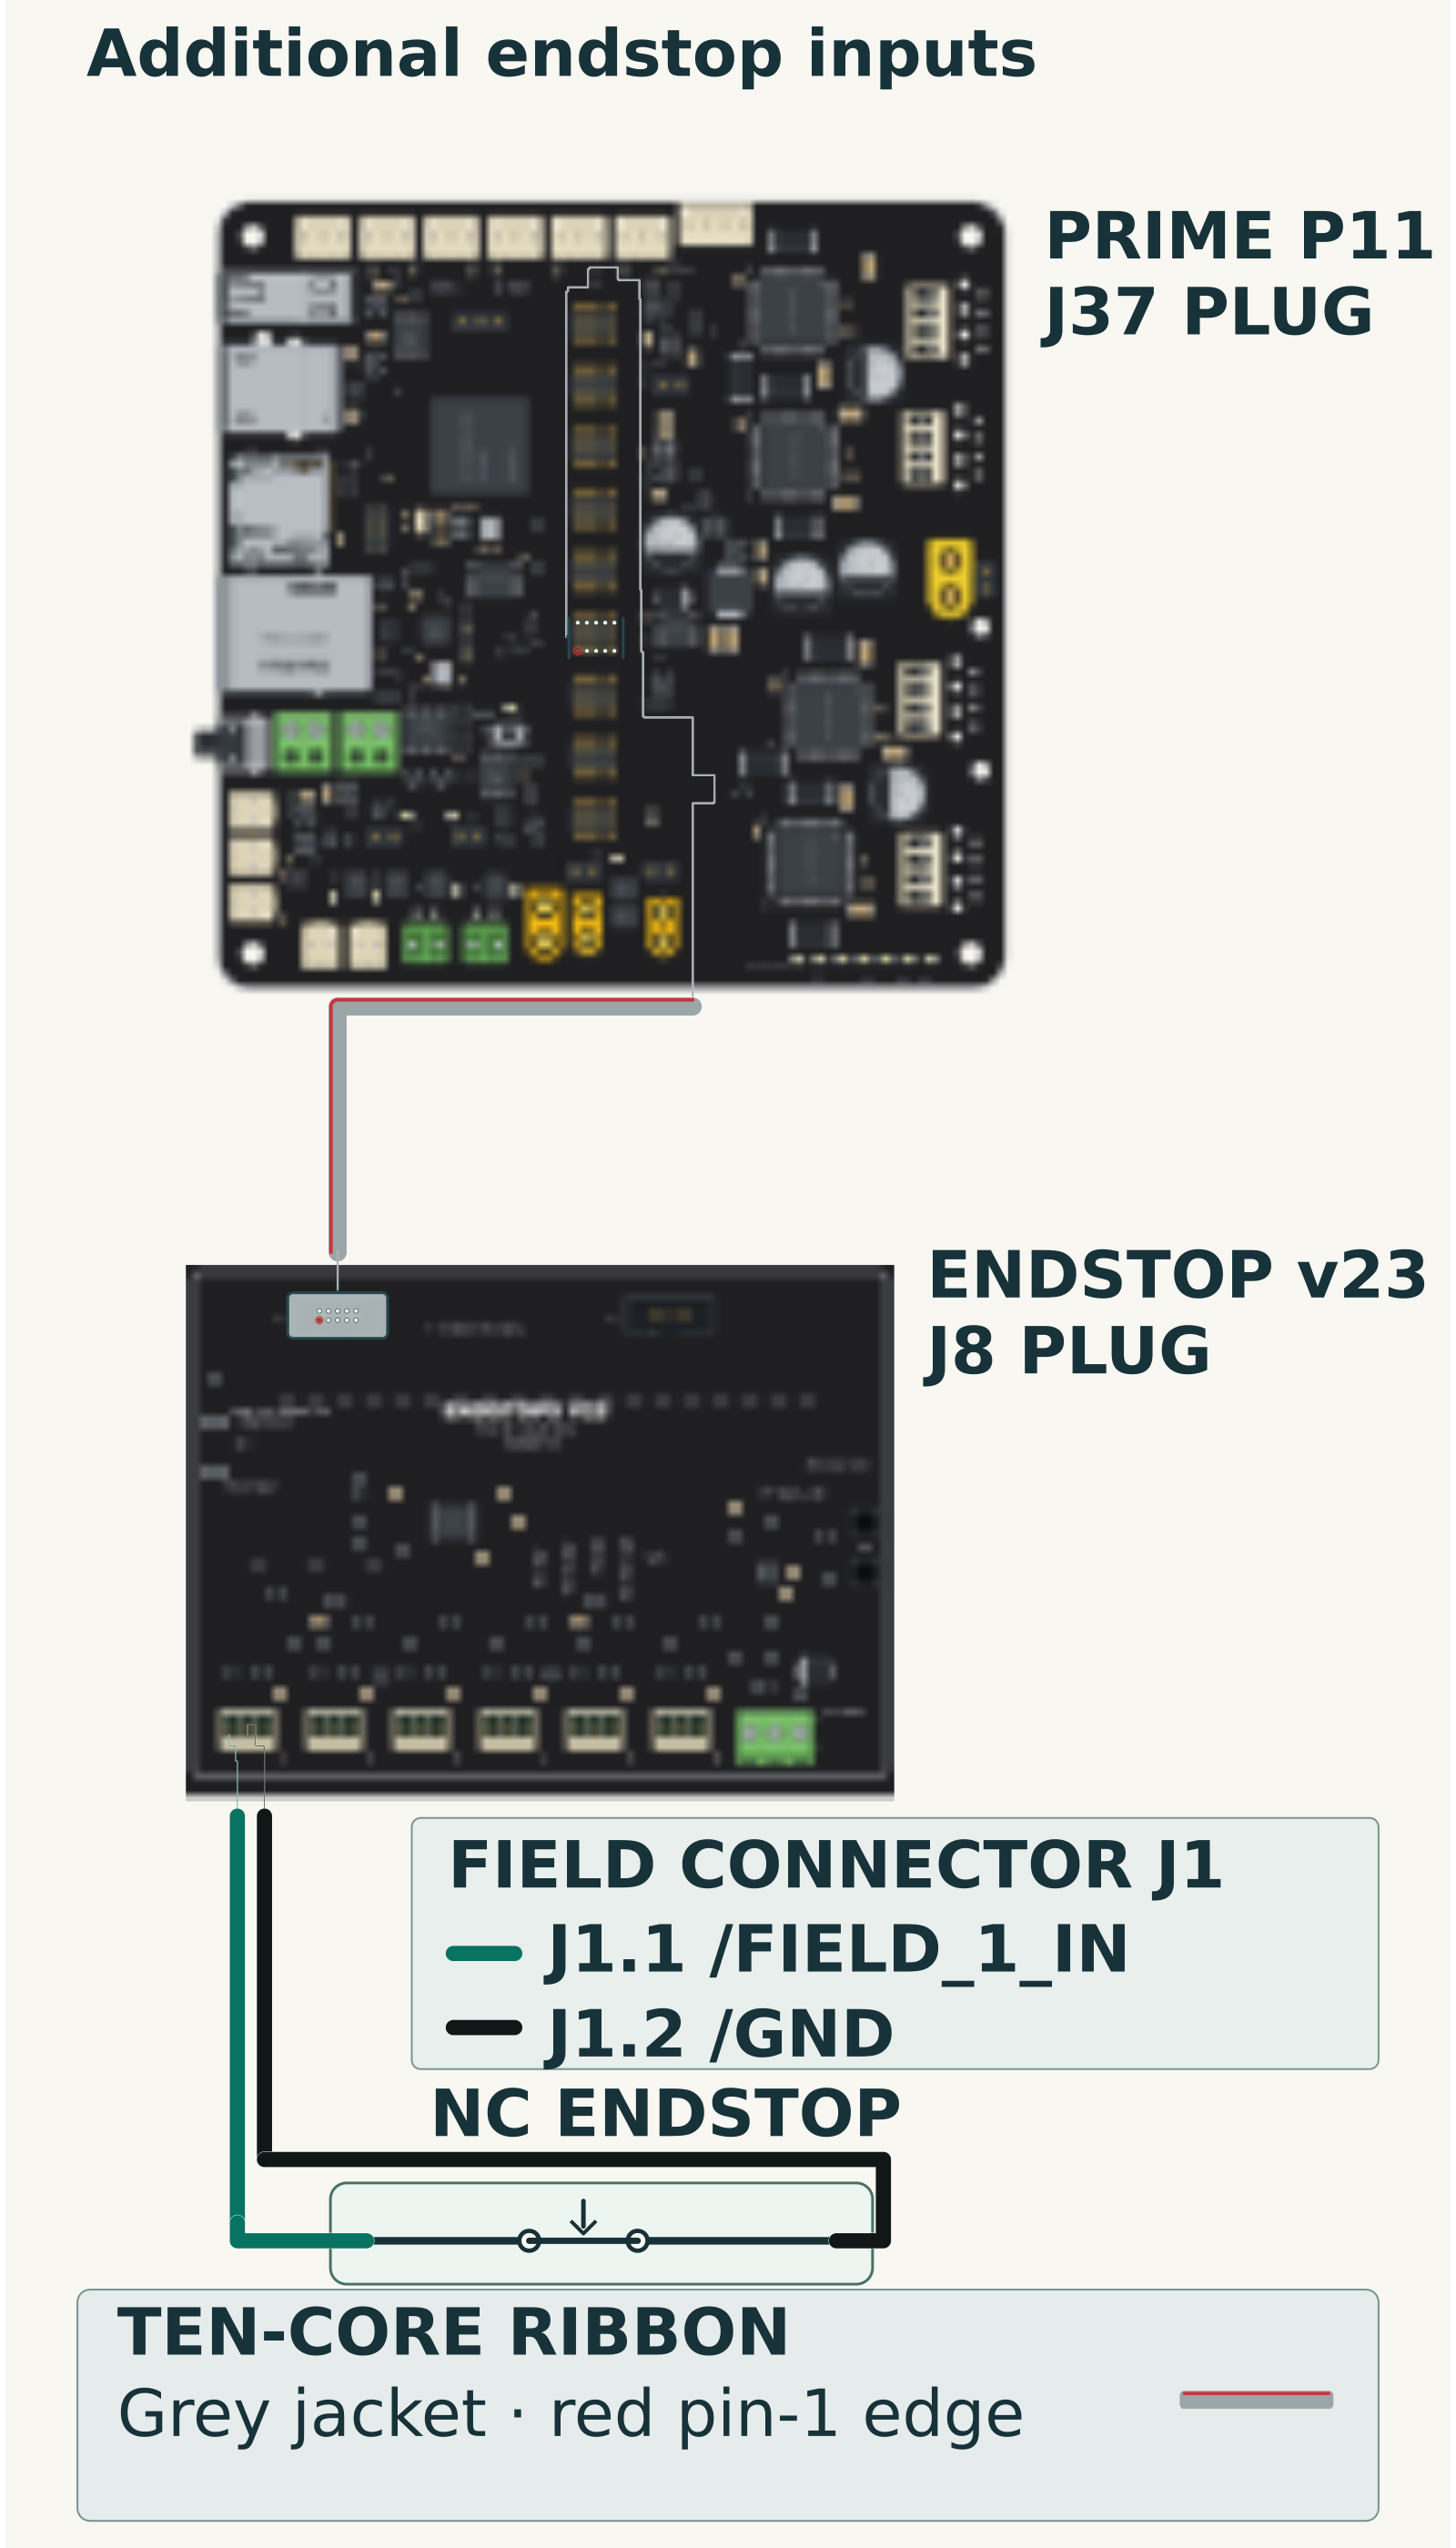 Additional endstop inputs
PRIME P11
J37 PLUG
ENDSTOP v23
J8 PLUG
FIELD CONNECTOR J1
J1.1 /FIELD_1_IN
J1.2 /GND
NC ENDSTOP
TEN-CORE RIBBON
Grey jacket · red pin-1 edge